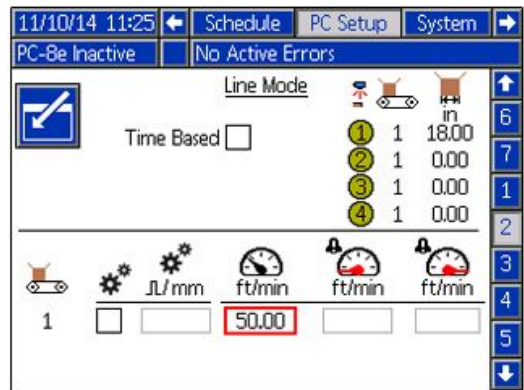 11/10/14 11:25 Schedule PC Setup System
PC-8e Inactive No Active Errors
Line Mode
in
Time Based
1 1 18.00
2 1 0.00
3 1 0.00
4 1 0.00
6
7
1
2
3
4
5
⎍/mm ft/min ft/min ft/min
1 50.00